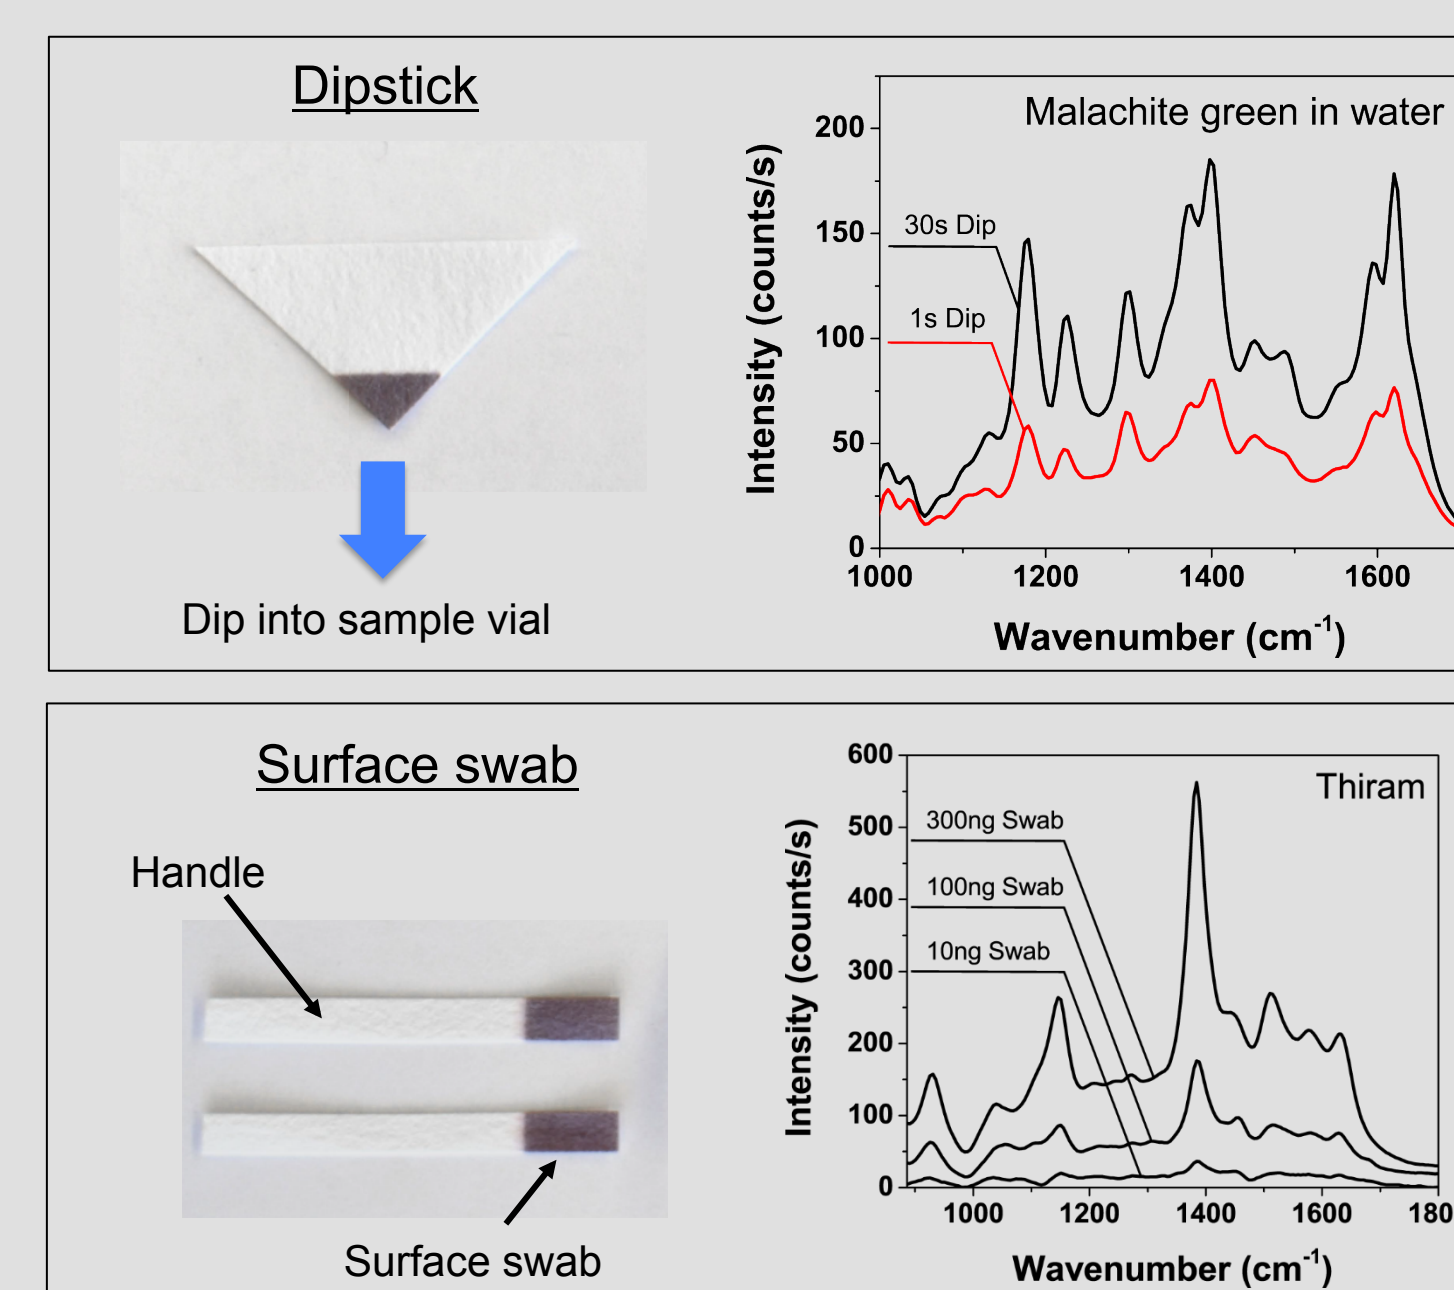 Dipstick
Dip into sample vial
Malachite green in water
30s Dip
1s Dip
Intensity (counts/s)
200
150
100
50
0
1000 1200 1400 1600
Wavenumber (cm⁻¹)
Surface swab
Handle
Surface swab
Thiram
300ng Swab
100ng Swab
10ng Swab
Intensity (counts/s)
600
500
400
300
200
100
0
1000 1200 1400 1600 180
Wavenumber (cm⁻¹)